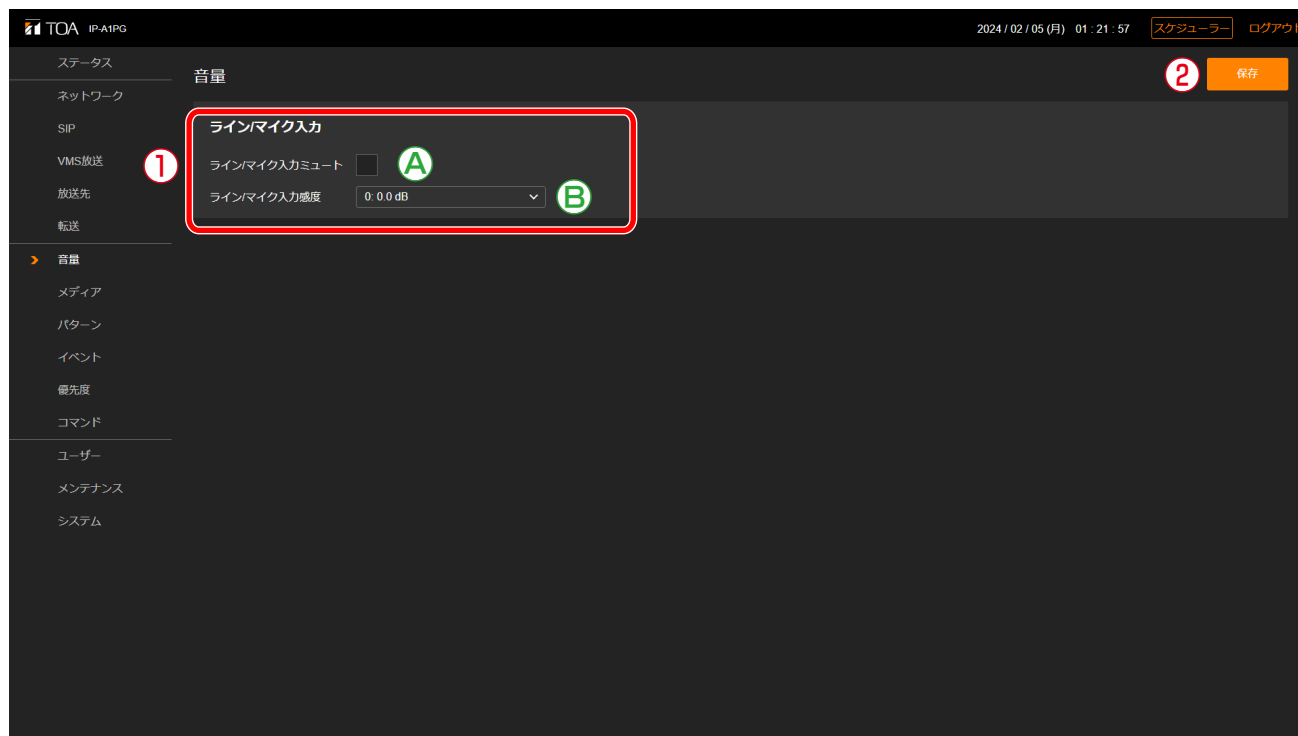 TOA IP-A1PG
2024 / 02 / 05 (月) 01 : 21 : 57
スケジューラー
ログアウト
ステータス
ネットワーク
SIP
VMS放送
放送先
転送
音量
メディア
パターン
イベント
優先度
コマンド
ユーザー
メンテナンス
システム
音量
② 保存
①
ライン/マイク入力
ライン/マイク入力ミュート Ⓐ
ライン/マイク入力感度 0: 0.0 dB Ⓑ